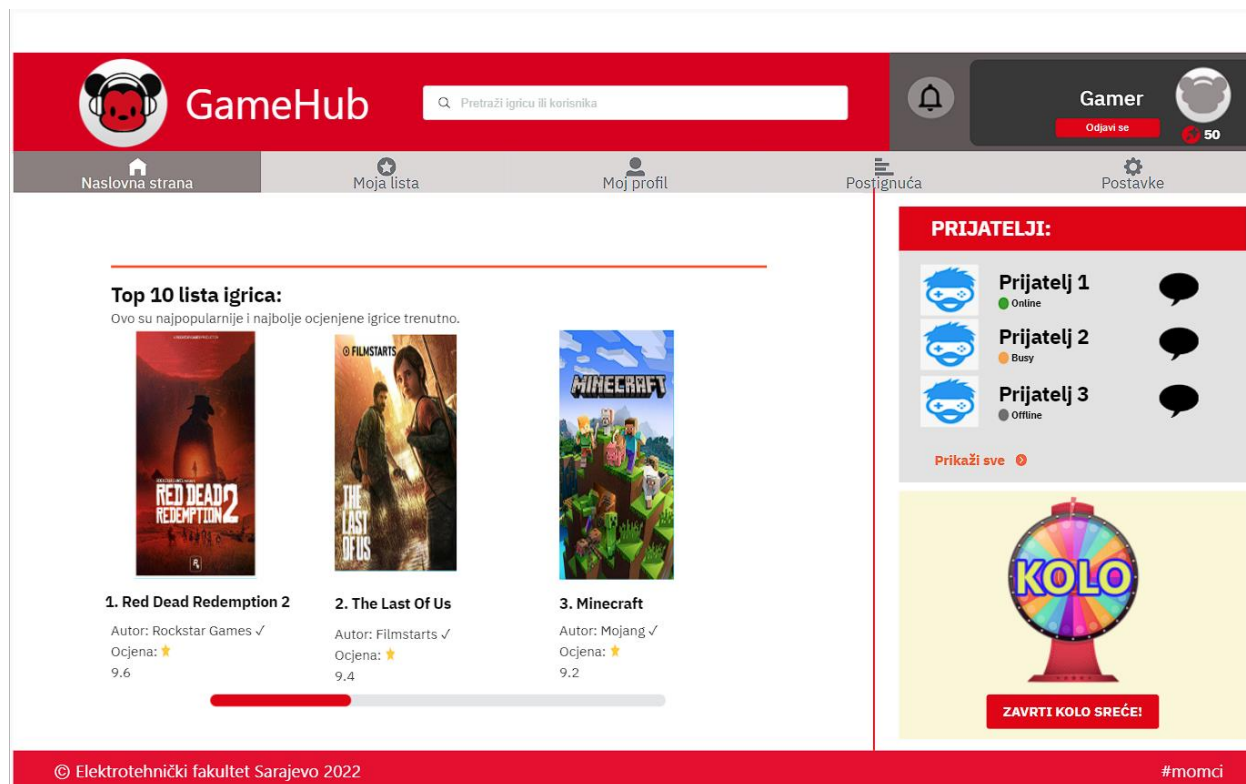 GameHub
Pretraži igricu ili korisnika
Gamer
Odjavi se
50
Naslovna strana
Moja lista
Moj profil
Postignuća
Postavke
Top 10 lista igrica:
Ovo su najpopularnije i najbolje ocjenjene igrice trenutno.
RED DEAD
REDEMPTION 2
FILMSTARTS
THE
LAST
OF US
MINECRAFT
1. Red Dead Redemption 2
Autor: Rockstar Games ✓
Ocjena: ⭐
9.6
2. The Last Of Us
Autor: Filmstarts ✓
Ocjena: ⭐
9.4
3. Minecraft
Autor: Mojang ✓
Ocjena: ⭐
9.2
PRIJATELJI:
Prijatelj 1
Online
Prijatelj 2
Busy
Prijatelj 3
Offline
Prikaži sve
KOLO
ZAVRTI KOLO SREĆE!
© Elektrotehnički fakultet Sarajevo 2022
#momci